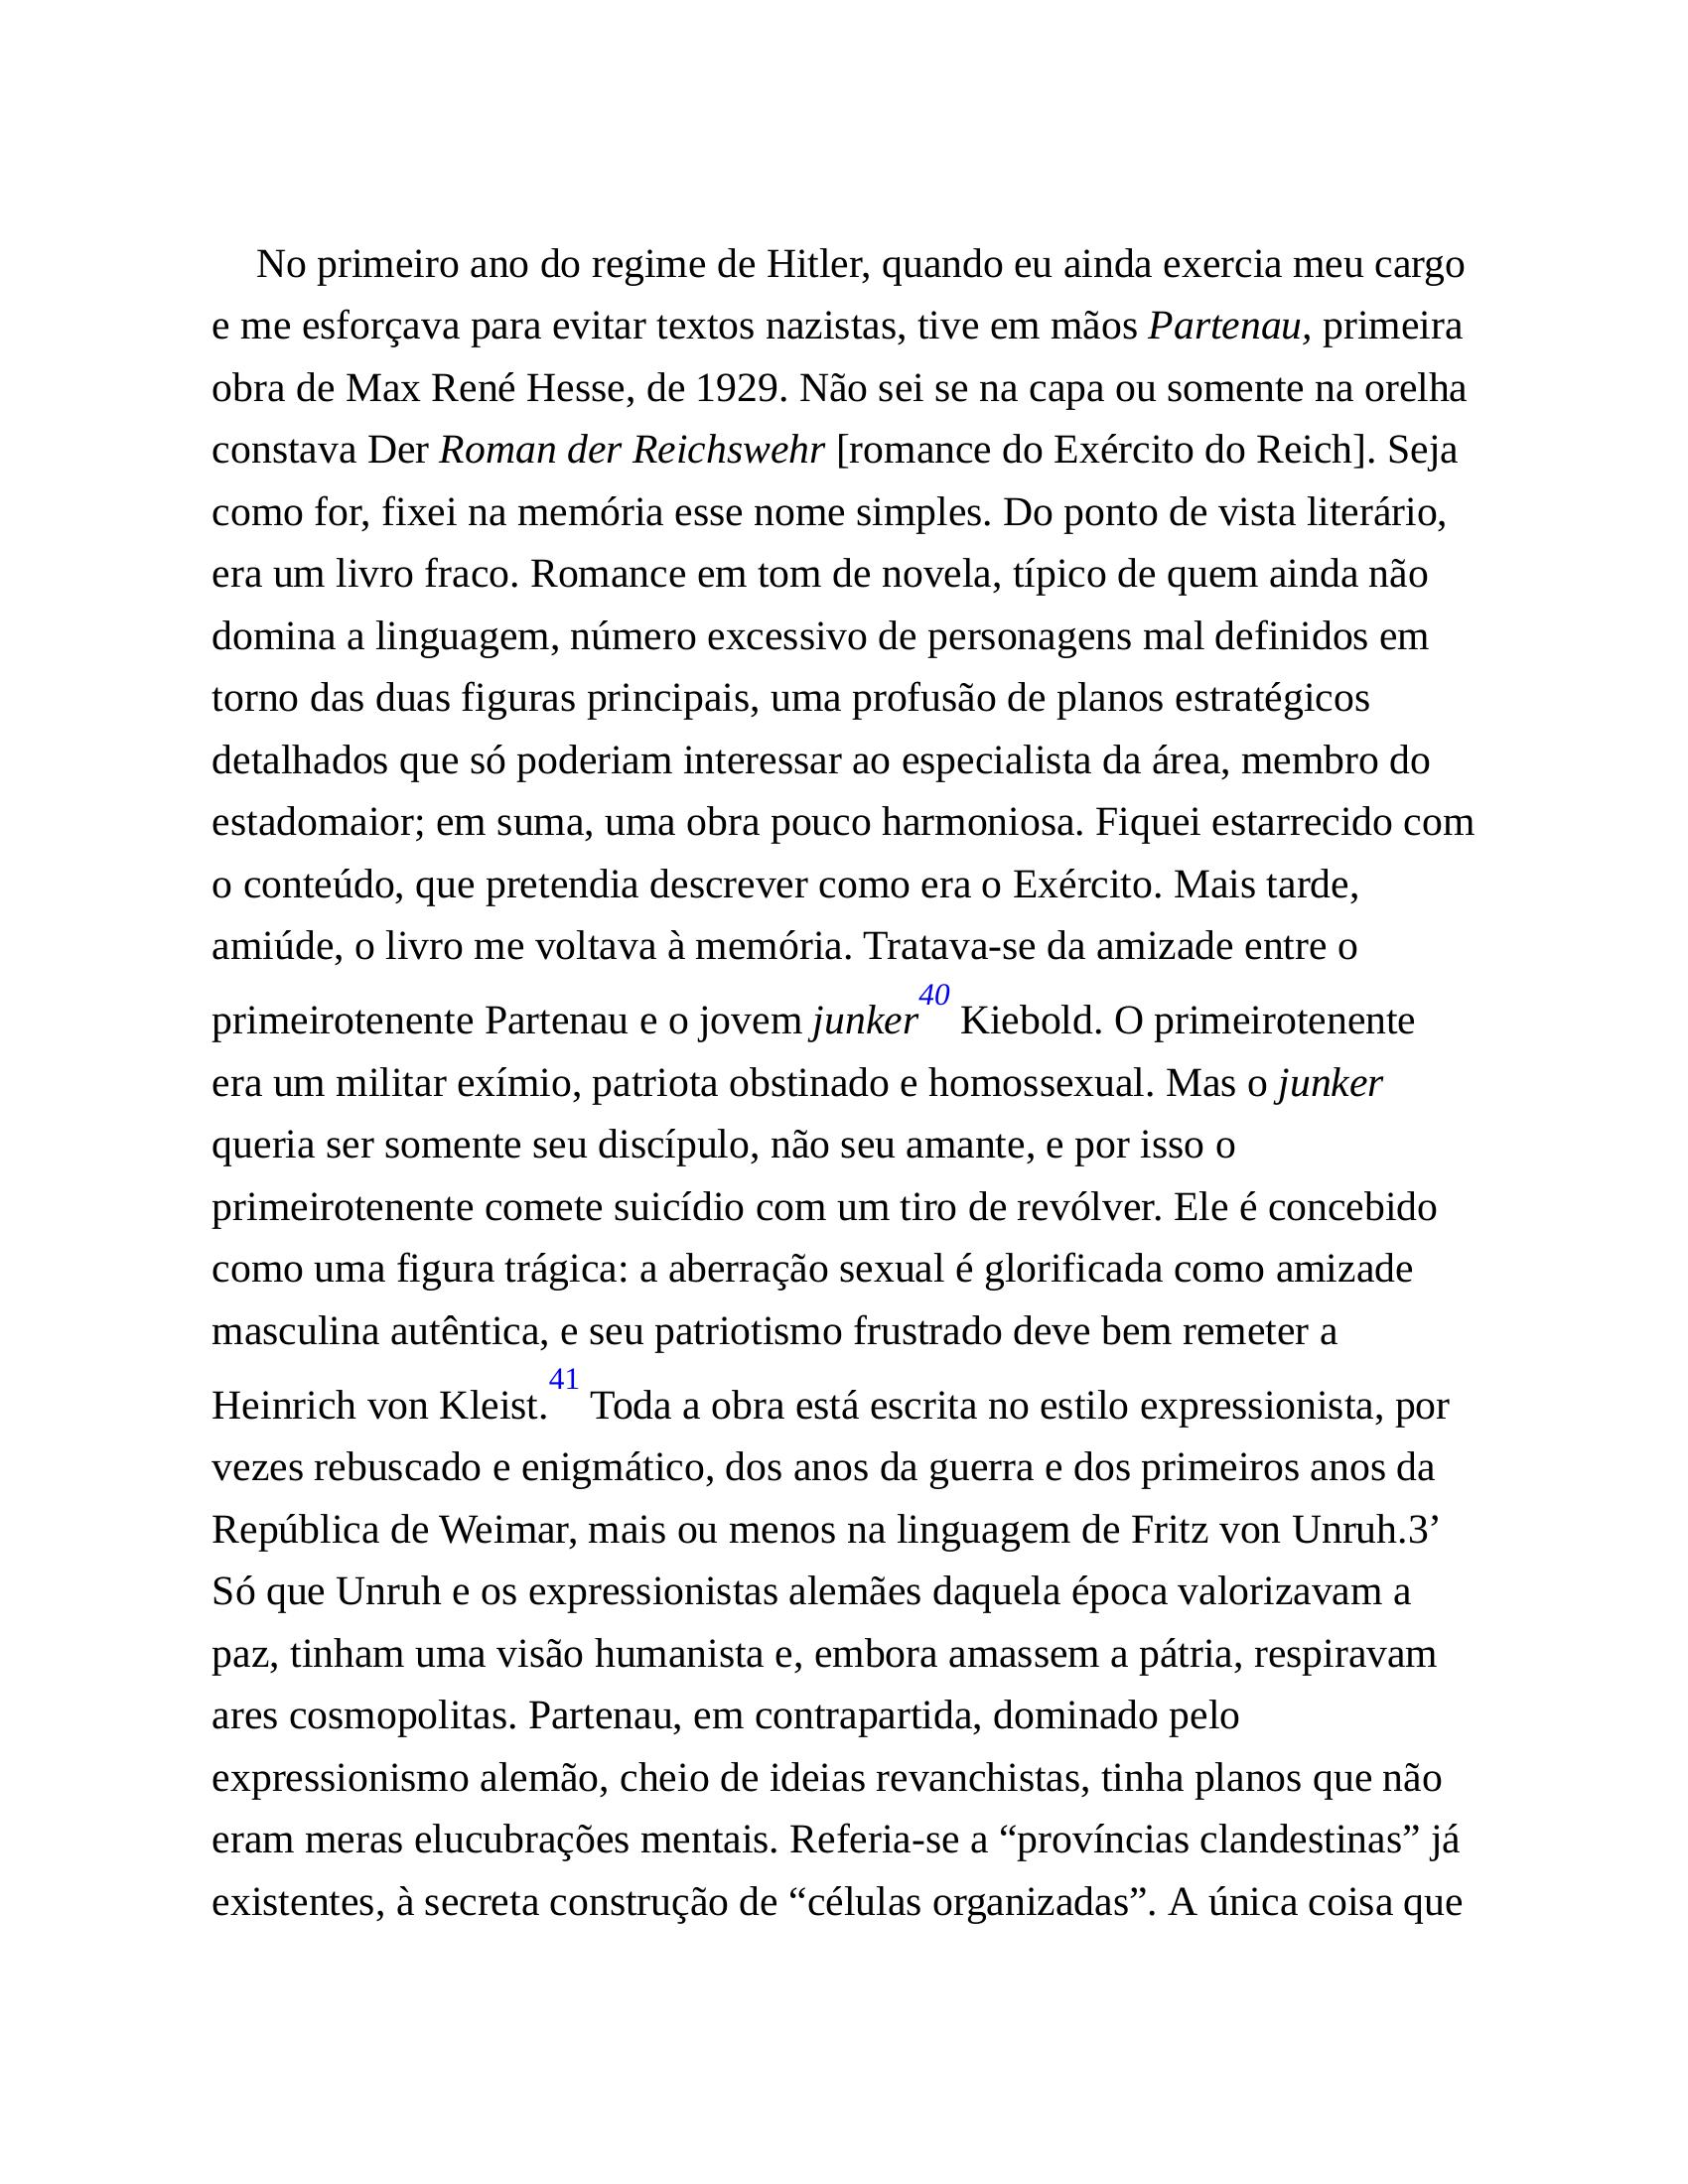 No primeiro ano do regime de Hitler, quando eu ainda exercia meu cargo
e me esforçava para evitar textos nazistas, tive em mãos Partenau, primeira
obra de Max René Hesse, de 1929. Não sei se na capa ou somente na orelha
constava Der Roman der Reichswehr [romance do Exército do Reich]. Seja
como for, fixei na memória esse nome simples. Do ponto de vista literário,
era um livro fraco. Romance em tom de novela, típico de quem ainda não
domina a linguagem, número excessivo de personagens mal definidos em
torno das duas figuras principais, uma profusão de planos estratégicos
detalhados que só poderiam interessar ao especialista da área, membro do
estadomaior; em suma, uma obra pouco harmoniosa. Fiquei estarrecido com
o conteúdo, que pretendia descrever como era o Exército. Mais tarde,
amiúde, o livro me voltava à memória. Tratava-se da amizade entre o
primeirotenente Partenau e o jovem junker40 Kiebold. O primeirotenente
era um militar exímio, patriota obstinado e homossexual. Mas o junker
queria ser somente seu discípulo, não seu amante, e por isso o
primeirotenente comete suicídio com um tiro de revólver. Ele é concebido
como uma figura trágica: a aberração sexual é glorificada como amizade
masculina autêntica, e seu patriotismo frustrado deve bem remeter a
Heinrich von Kleist.41 Toda a obra está escrita no estilo expressionista, por
vezes rebuscado e enigmático, dos anos da guerra e dos primeiros anos da
República de Weimar, mais ou menos na linguagem de Fritz von Unruh.3’
Só que Unruh e os expressionistas alemães daquela época valorizavam a
paz, tinham uma visão humanista e, embora amassem a pátria, respiravam
ares cosmopolitas. Partenau, em contrapartida, dominado pelo
expressionismo alemão, cheio de ideias revanchistas, tinha planos que não
eram meras elucubrações mentais. Referia-se a “províncias clandestinas” já
existentes, à secreta construção de “células organizadas”. A única coisa que